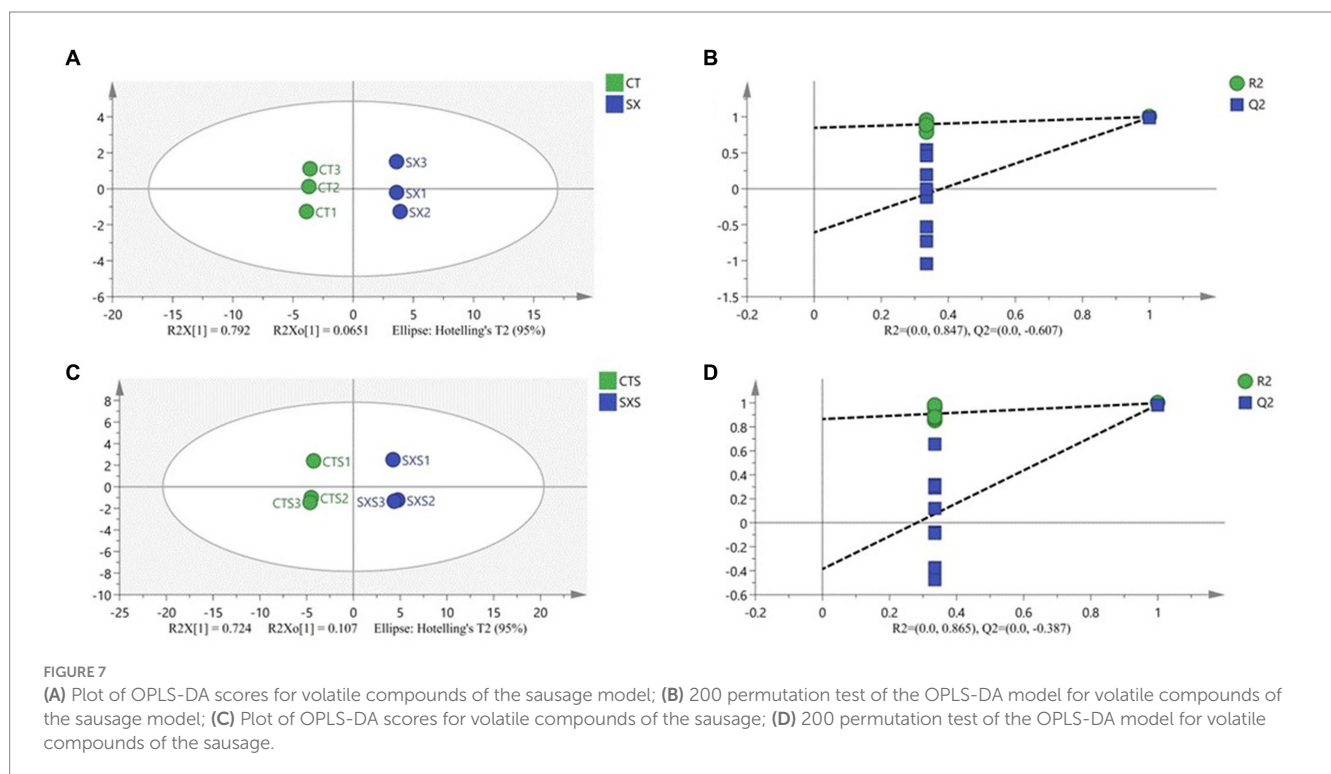 A
CT
SX
4
2
0
-2
-4
-6
CT3
CT2
CT1
SX3
SX1
SX2
-20 -15 -10 -5 0 5 10 15
R2X[1] = 0.792 R2Xo[1] = 0.0651 Ellipse: Hotelling's T2 (95%)
B
R2
Q2
1
0.5
0
-0.5
-1
-1.5
0 0.2 0.4 0.6 0.8 1
R2=(0.0, 0.847), Q2=(0.0, -0.607)
C
CTS
SXS
8
6
4
2
0
-2
-4
-6
-8
-10
CTS1
CTS2
CTS3
SXS1
SXS3
SXS2
-25 -20 -15 -10 -5 0 5 10 15 20
R2X[1] = 0.724 R2Xo[1] = 0.107 Ellipse: Hotelling's T2 (95%)
D
R2
Q2
1
0.8
0.6
0.4
0.2
0
-0.2
-0.4
-0.6
-0.2 0 0.2 0.4 0.6 0.8 1
R2=(0.0, 0.865), Q2=(0.0, -0.387)
FIGURE 7
(A) Plot of OPLS-DA scores for volatile compounds of the sausage model; (B) 200 permutation test of the OPLS-DA model for volatile compounds of
the sausage model; (C) Plot of OPLS-DA scores for volatile compounds of the sausage; (D) 200 permutation test of the OPLS-DA model for volatile
compounds of the sausage.